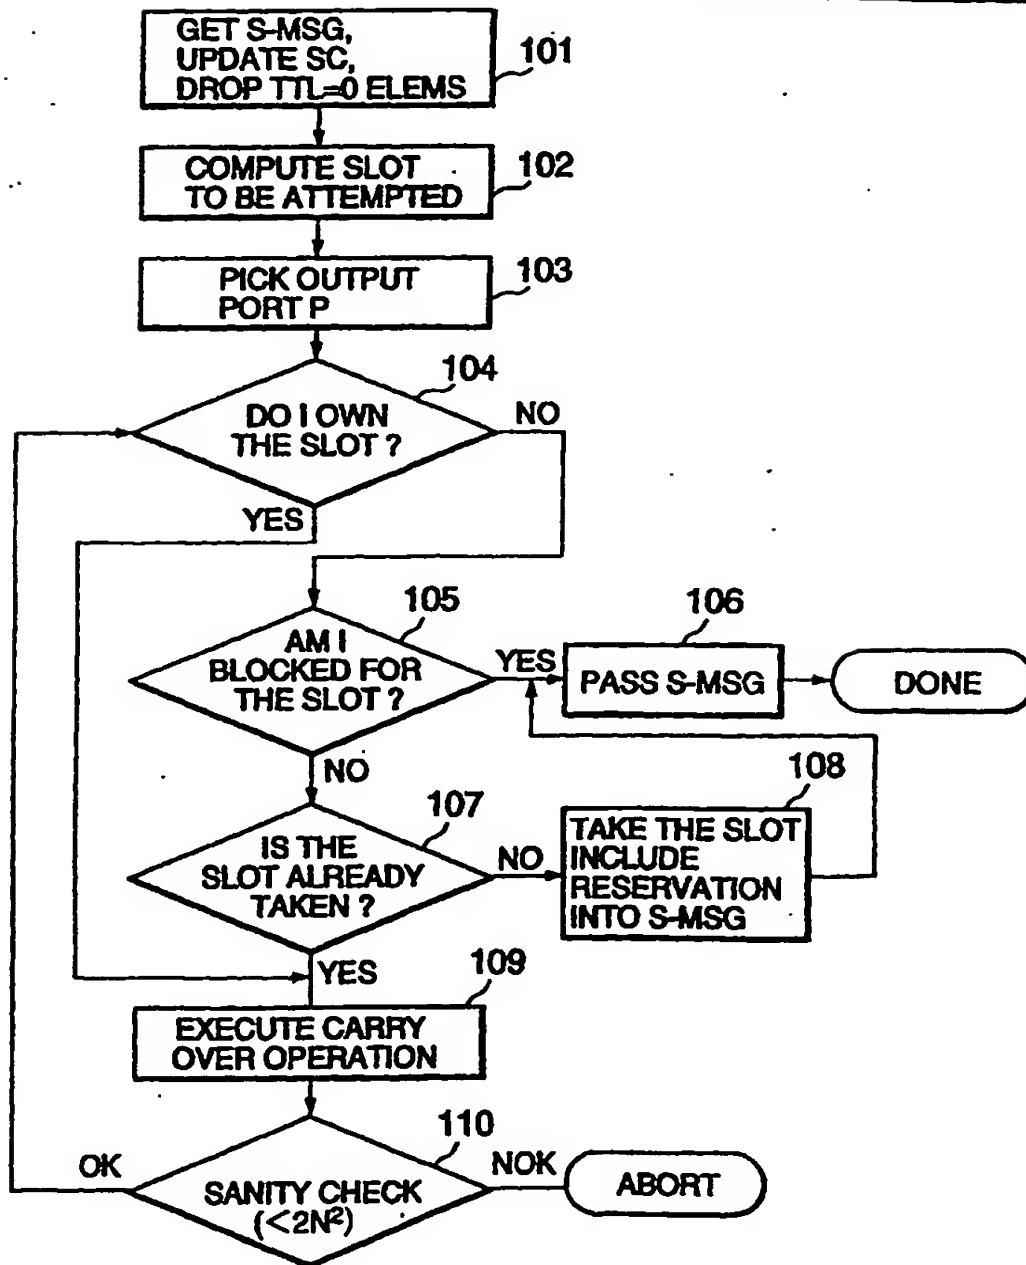 GET S-MSG,
UPDATE SC,
DROP TTL=0 ELEMS
101
COMPUTE SLOT
TO BE ATTEMPTED
102
PICK OUTPUT
PORT P
103
104
DO I OWN
THE SLOT ?
NO
YES
105
AM I
BLOCKED FOR
THE SLOT ?
YES
106
PASS S-MSG
DONE
NO
107
IS THE
SLOT ALREADY
TAKEN ?
NO
108
TAKE THE SLOT
INCLUDE
RESERVATION
INTO S-MSG
YES
109
EXECUTE CARRY
OVER OPERATION
110
OK
SANITY CHECK
(<2N²)
NOK
ABORT